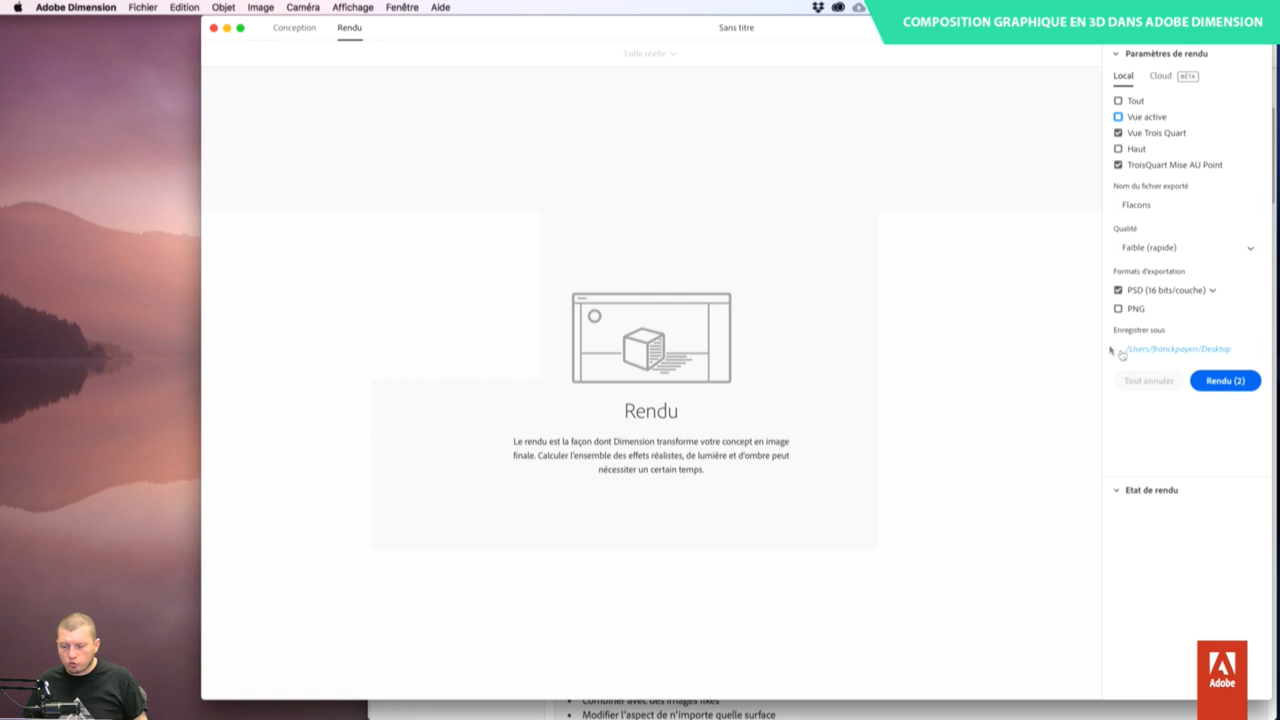 Adobe Dimension Fichier Edition Objet Image Caméra Affichage Fenêtre Aide
COMPOSITION GRAPHIQUE EN 3D DANS ADOBE DIMENSION
Conception Rendu
Sans titre
Taille réelle
Paramètres de rendu
Local Cloud BÊTA
Tout
Vue active
Vue Trois Quart
Haut
TroisQuart Mise AU Point
Nom du fichier exporté
Flacons
Qualité
Faible (rapide)
Formats d'exportation
PSD (16 bits/couche)
PNG
Enregistrer sous
/Users/franckpayen/Desktop
Tout annuler Rendu (2)
Rendu
Le rendu est la façon dont Dimension transforme votre concept en image
finale. Calculer l'ensemble des effets réalistes, de lumière et d'ombre peut
nécessiter un certain temps.
Etat de rendu
Adobe
• Combiner avec des images fixes
• Modifier l'aspect de n'importe quelle surface